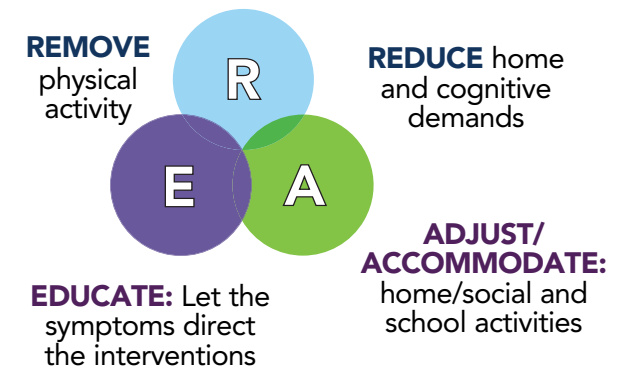 REMOVE
physical
activity
R
REDUCE home
and cognitive
demands
E
A
EDUCATE: Let the
symptoms direct
the interventions
ADJUST/
ACCOMMODATE:
home/social and
school activities